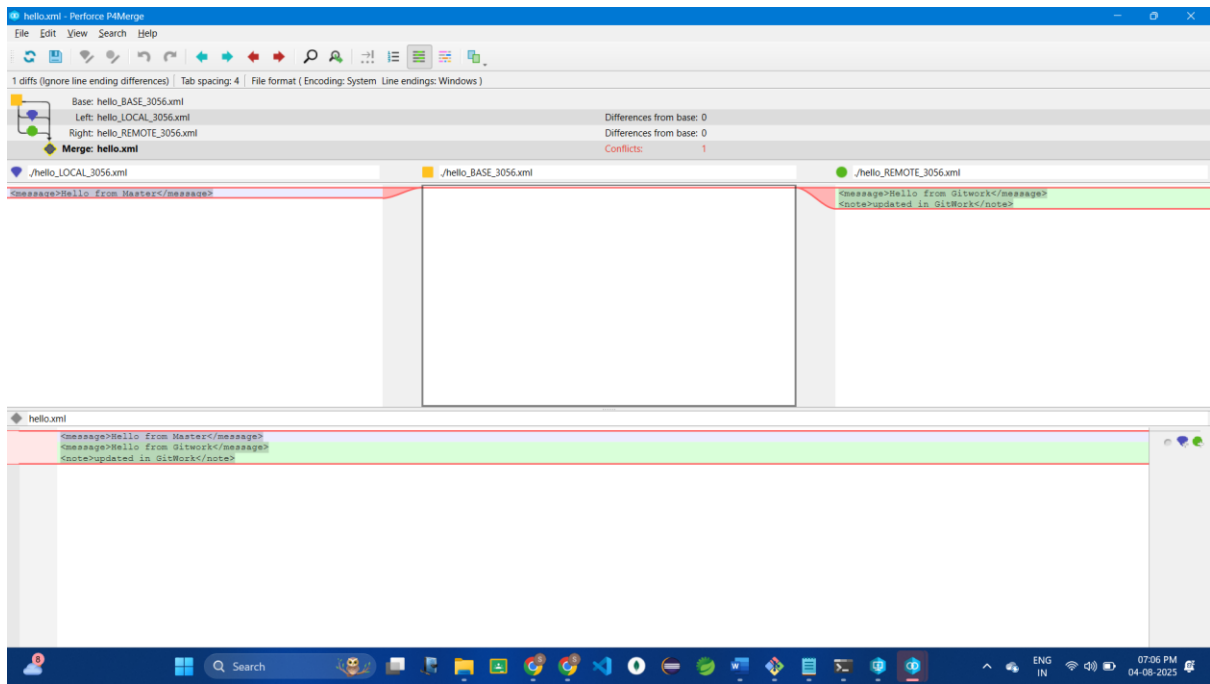 hello.xml - Perforce P4Merge
File Edit View Search Help
1 diffs (Ignore line ending differences) Tab spacing: 4 File format ( Encoding: System Line endings: Windows )
Base: hello_BASE_3056.xml
Left: hello_LOCAL_3056.xml Differences from base: 0
Right: hello_REMOTE_3056.xml Differences from base: 0
Merge: hello.xml Conflicts: 1
./hello_LOCAL_3056.xml ./hello_BASE_3056.xml ./hello_REMOTE_3056.xml
<message>Hello from Master</message> <message>Hello from Gitwork</message>
<note>updated in GitWork</note>
hello.xml
<message>Hello from Master</message>
<message>Hello from Gitwork</message>
<note>updated in GitWork</note>
8 Search ENG IN 07:06 PM
04-08-2025